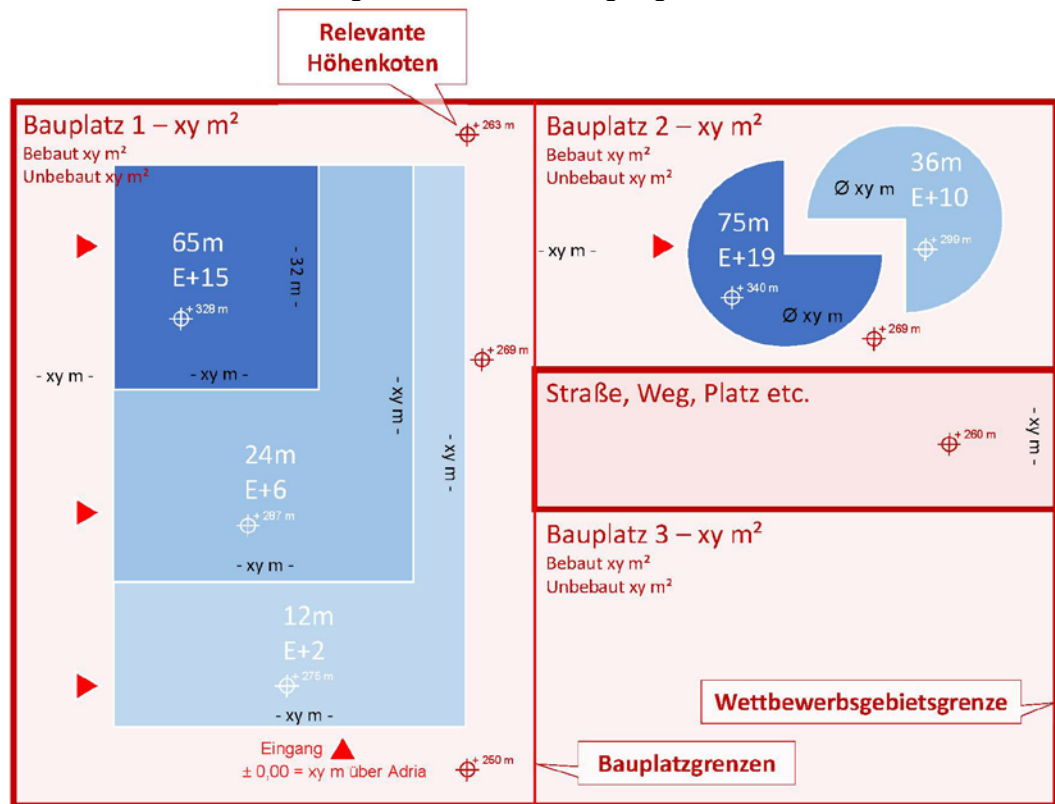 Relevante
Höhenkoten
Bauplatz 1 – xy m²
Bebaut xy m²
Unbebaut xy m²
+ 263 m
65m
E+15
+ 328 m
- 32 m -
- xy m -
- xy m -
+ 269 m
- xy m -
- xy m -
24m
E+6
+ 287 m
- xy m -
12m
E+2
+ 275 m
- xy m -
Eingang
± 0,00 = xy m über Adria
+ 250 m
Bauplatz 2 – xy m²
Bebaut xy m²
Unbebaut xy m²
36m
E+10
Ø xy m
+ 299 m
- xy m -
75m
E+19
+ 340 m
Ø xy m
+ 269 m
Straße, Weg, Platz etc.
+ 260 m
- xy m -
Bauplatz 3 – xy m²
Bebaut xy m²
Unbebaut xy m²
Wettbewerbsgebietsgrenze
Bauplatzgrenzen